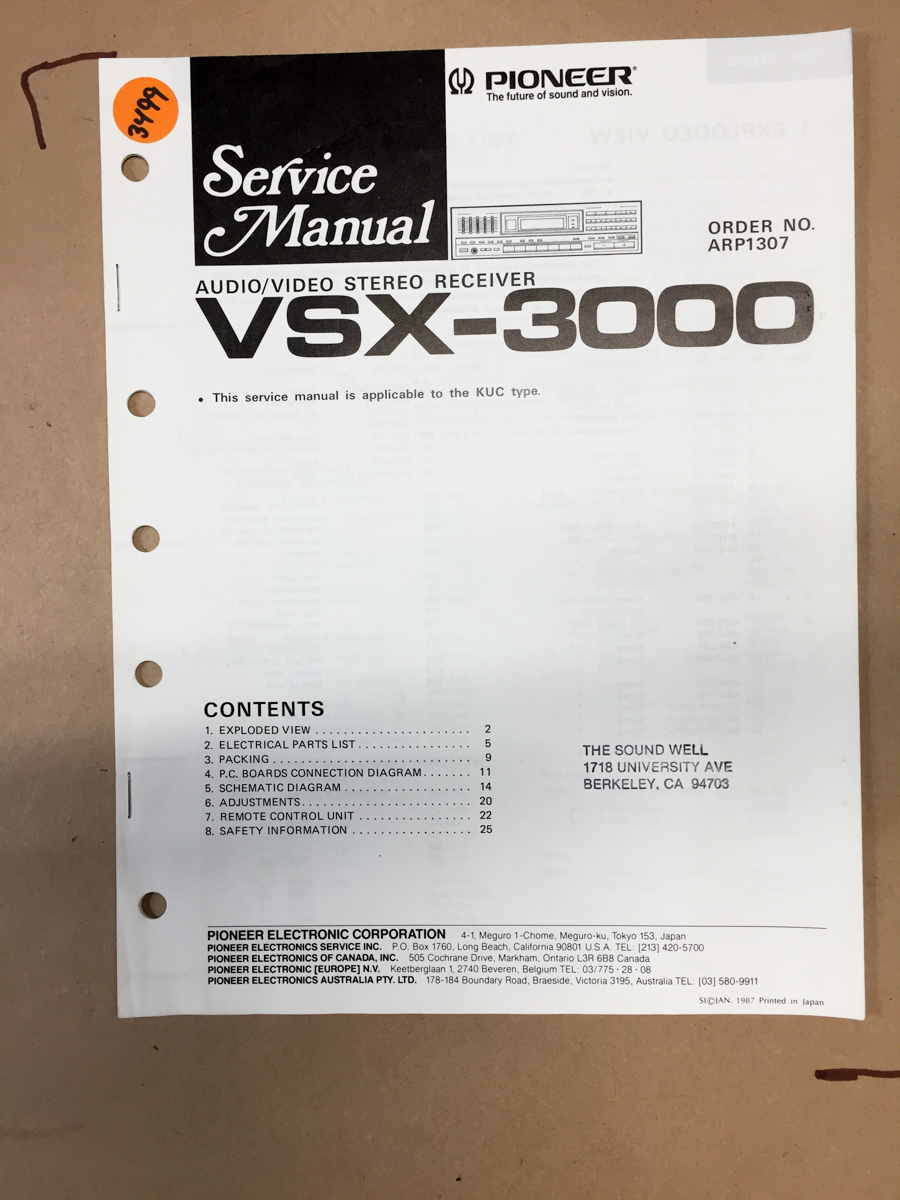 3499
PIONEER®
The future of sound and vision.
Service
Manual
ORDER NO.
ARP1307
AUDIO/VIDEO STEREO RECEIVER
VSX-3000
• This service manual is applicable to the KUC type.
CONTENTS
1. EXPLODED VIEW . . . . . . . . . . . . . . . . . . . . . . 2
2. ELECTRICAL PARTS LIST . . . . . . . . . . . . . . . . 5
3. PACKING . . . . . . . . . . . . . . . . . . . . . . . . . . . . 9
4. P.C. BOARDS CONNECTION DIAGRAM . . . . . . . 11
5. SCHEMATIC DIAGRAM . . . . . . . . . . . . . . . . . . 14
6. ADJUSTMENTS . . . . . . . . . . . . . . . . . . . . . . . . 20
7. REMOTE CONTROL UNIT . . . . . . . . . . . . . . . . 22
8. SAFETY INFORMATION . . . . . . . . . . . . . . . . . 25
THE SOUND WELL
1718 UNIVERSITY AVE
BERKELEY, CA 94703
PIONEER ELECTRONIC CORPORATION 4-1, Meguro 1-Chome, Meguro-ku, Tokyo 153, Japan
PIONEER ELECTRONICS SERVICE INC. P.O. Box 1760, Long Beach, California 90801 U.S.A. TEL: [213] 420-5700
PIONEER ELECTRONICS OF CANADA, INC. 505 Cochrane Drive, Markham, Ontario L3R 6B8 Canada
PIONEER ELECTRONIC [EUROPE] N.V. Keetberglaan 1, 2740 Beveren, Belgium TEL: 03/775 · 28 · 08
PIONEER ELECTRONICS AUSTRALIA PTY. LTD. 178-184 Boundary Road, Braeside, Victoria 3195, Australia TEL: [03] 580-9911
SI©JAN. 1987 Printed in Japan